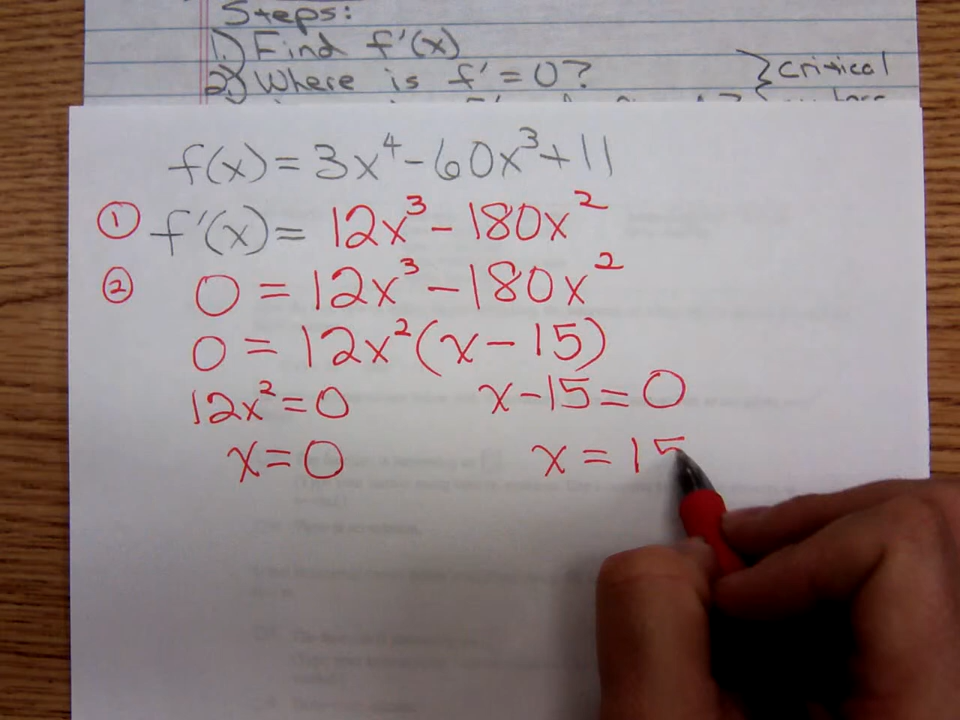 Steps:
1.) Find f'(x)
2.) Where is f' = 0? } critical
f(x) = 3x⁴ - 60x³ + 11
① f'(x) = 12x³ - 180x²
② 0 = 12x³ - 180x²
0 = 12x²(x - 15)
12x² = 0 x - 15 = 0
x = 0 x = 15